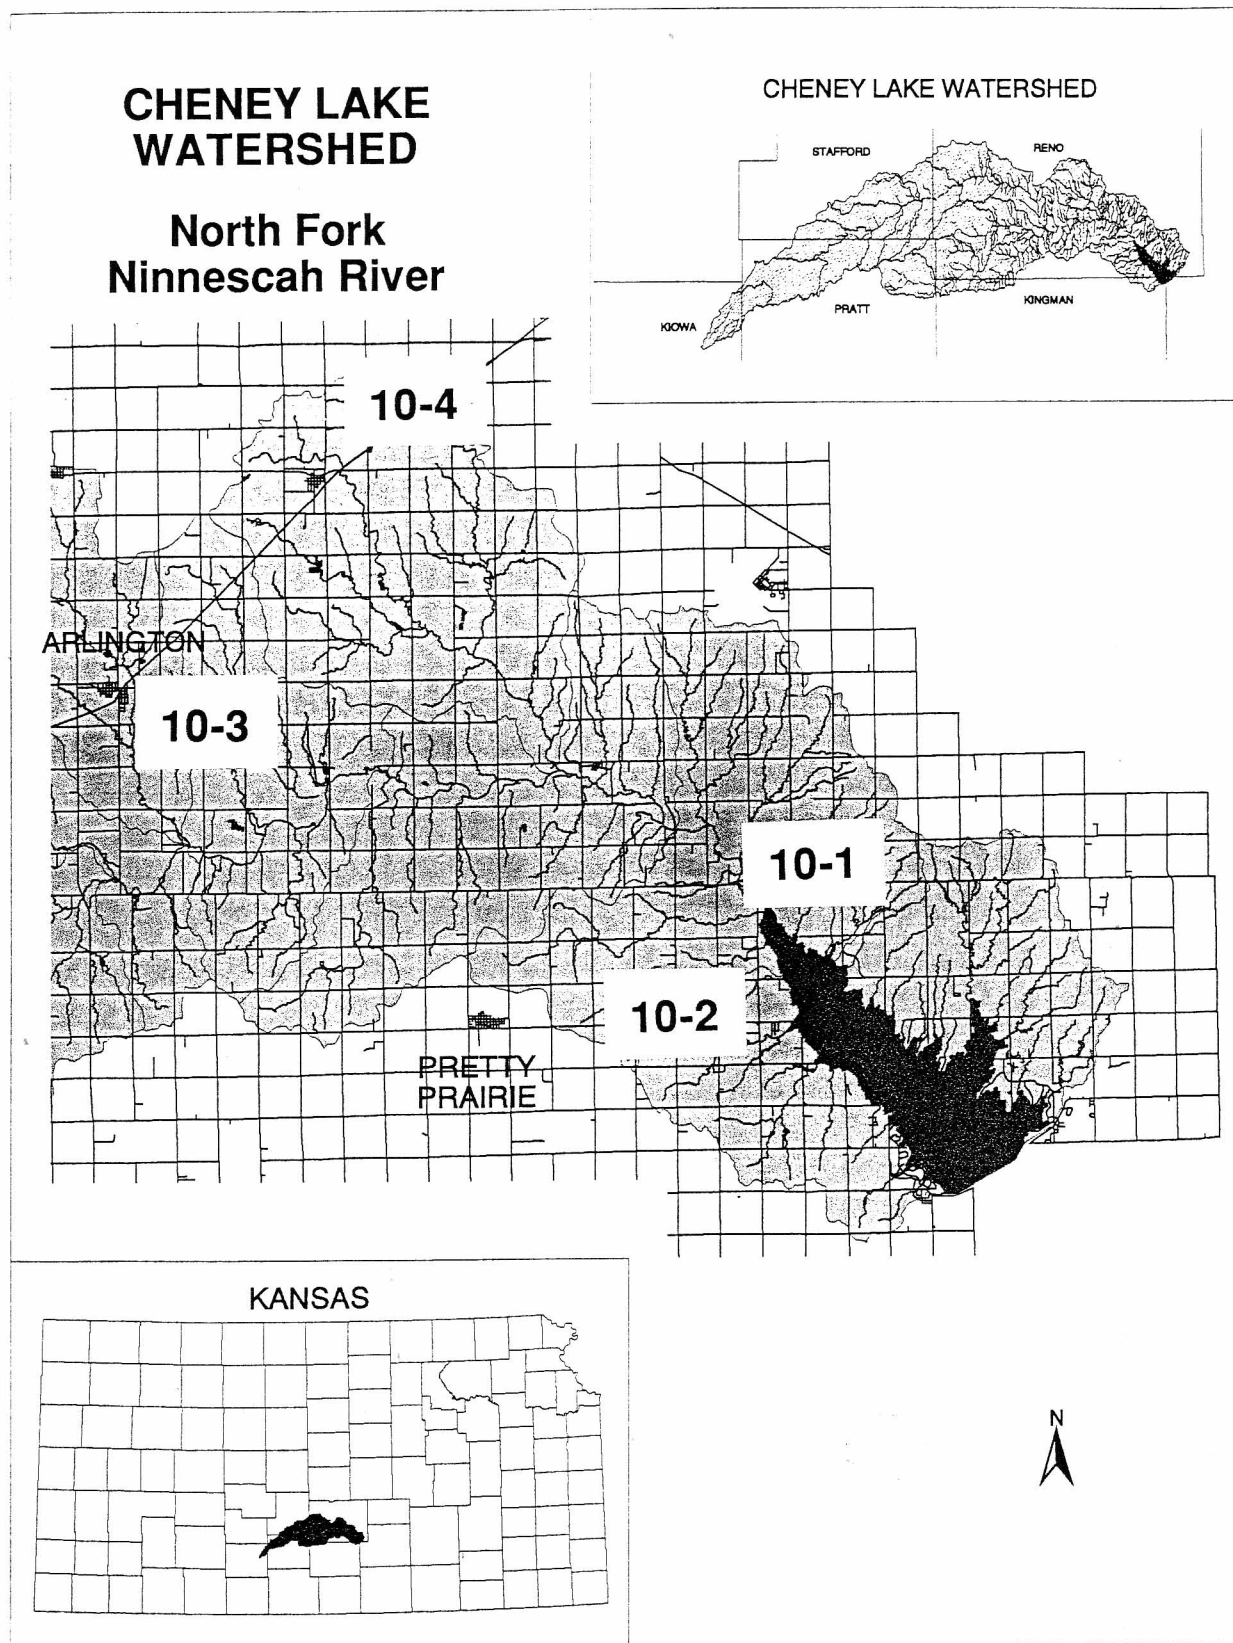 CHENEY LAKE
WATERSHED
North Fork
Ninnescah River
CHENEY LAKE WATERSHED
STAFFORD
RENO
PRATT
KINGMAN
KIOWA
10-4
ARLINGTON
10-3
10-1
10-2
PRETTY
PRAIRIE
KANSAS
N